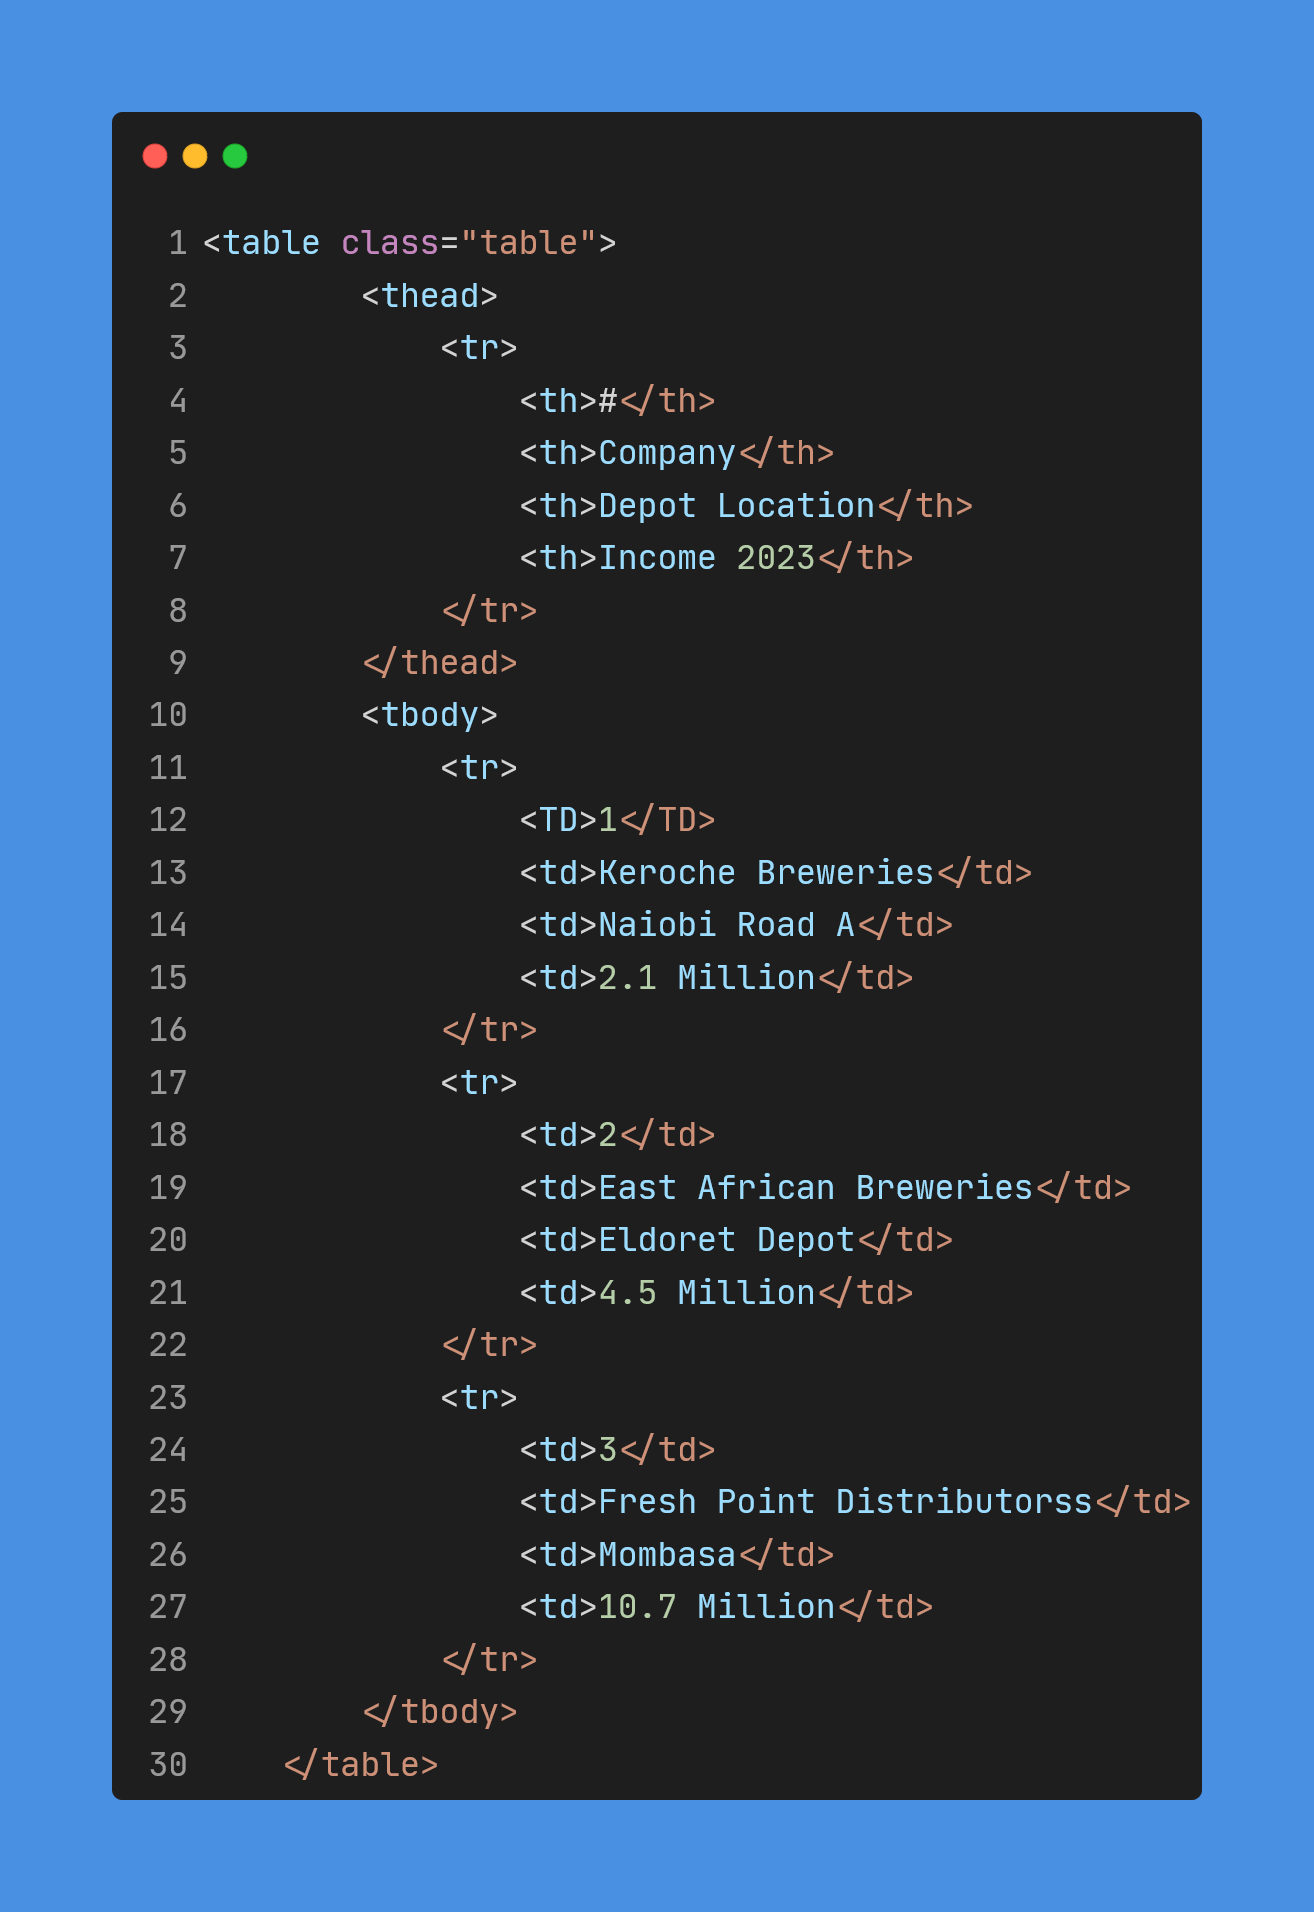 1 <table class="table">
2         <thead>
3             <tr>
4                 <th>#</th>
5                 <th>Company</th>
6                 <th>Depot Location</th>
7                 <th>Income 2023</th>
8             </tr>
9         </thead>
10         <tbody>
11             <tr>
12                 <TD>1</TD>
13                 <td>Keroche Breweries</td>
14                 <td>Naiobi Road A</td>
15                 <td>2.1 Million</td>
16             </tr>
17             <tr>
18                 <td>2</td>
19                 <td>East African Breweries</td>
20                 <td>Eldoret Depot</td>
21                 <td>4.5 Million</td>
22             </tr>
23             <tr>
24                 <td>3</td>
25                 <td>Fresh Point Distributorss</td>
26                 <td>Mombasa</td>
27                 <td>10.7 Million</td>
28             </tr>
29         </tbody>
30     </table>